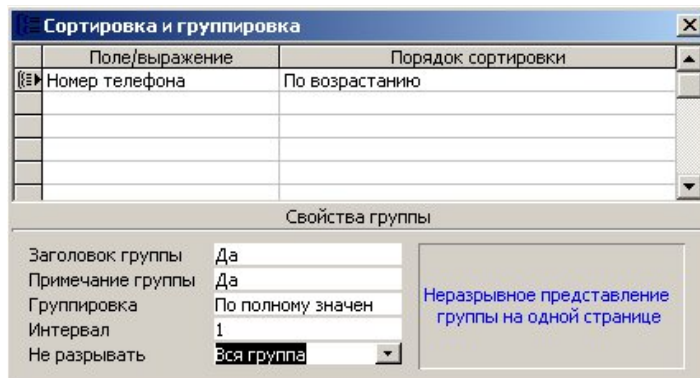 Сортировка и группировка
Поле/выражение Порядок сортировки
Номер телефона По возрастанию
Свойства группы
Заголовок группы Да
Примечание группы Да
Группировка По полному значен
Интервал 1
Не разрывать Вся группа
Неразрывное представление
группы на одной странице